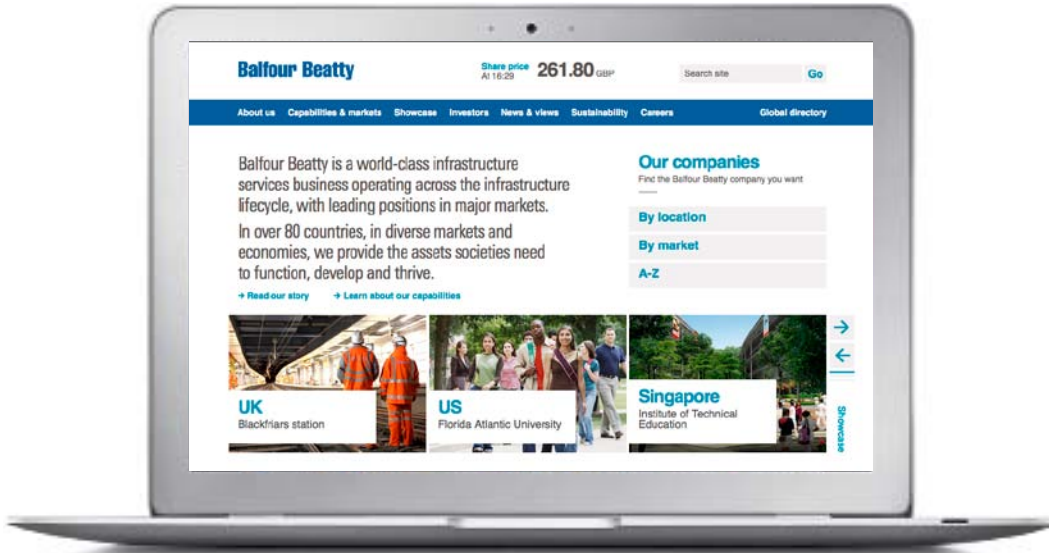 Balfour Beatty
Share price
At 16:29
261.80 GBP
Search site
Go
About us Capabilities & markets Showcase Investors News & views Sustainability Careers Global directory
Balfour Beatty is a world-class infrastructure
services business operating across the infrastructure
lifecycle, with leading positions in major markets.
In over 80 countries, in diverse markets and
economies, we provide the assets societies need
to function, develop and thrive.
→ Read our story → Learn about our capabilities
Our companies
Find the Balfour Beatty company you want
By location
By market
A-Z
UK
Blackfriars station
US
Florida Atlantic University
Singapore
Institute of Technical
Education
Showcase